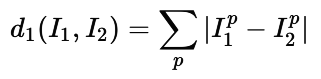 d₁(I₁, I₂) = ∑ₚ |I₁ᵖ − I₂ᵖ|